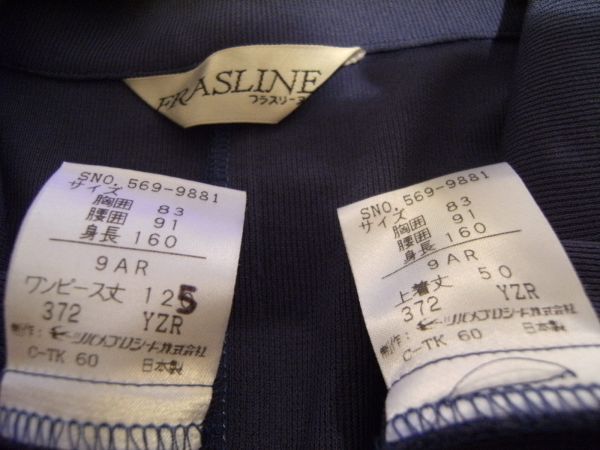 FRASLINE
フラスリーヌ
SNO. 569-9881
サイズ
胸囲 83
腰囲 91
身長 160
9AR
ワンピース丈 125
372 YZR
制作:
C-TK 60 日本製
SNO. 569-9881
サイズ
胸囲 83
腰囲 91
身長 160
9AR
上着丈 50
372 YZR
制作:
C-TK 60 日本製